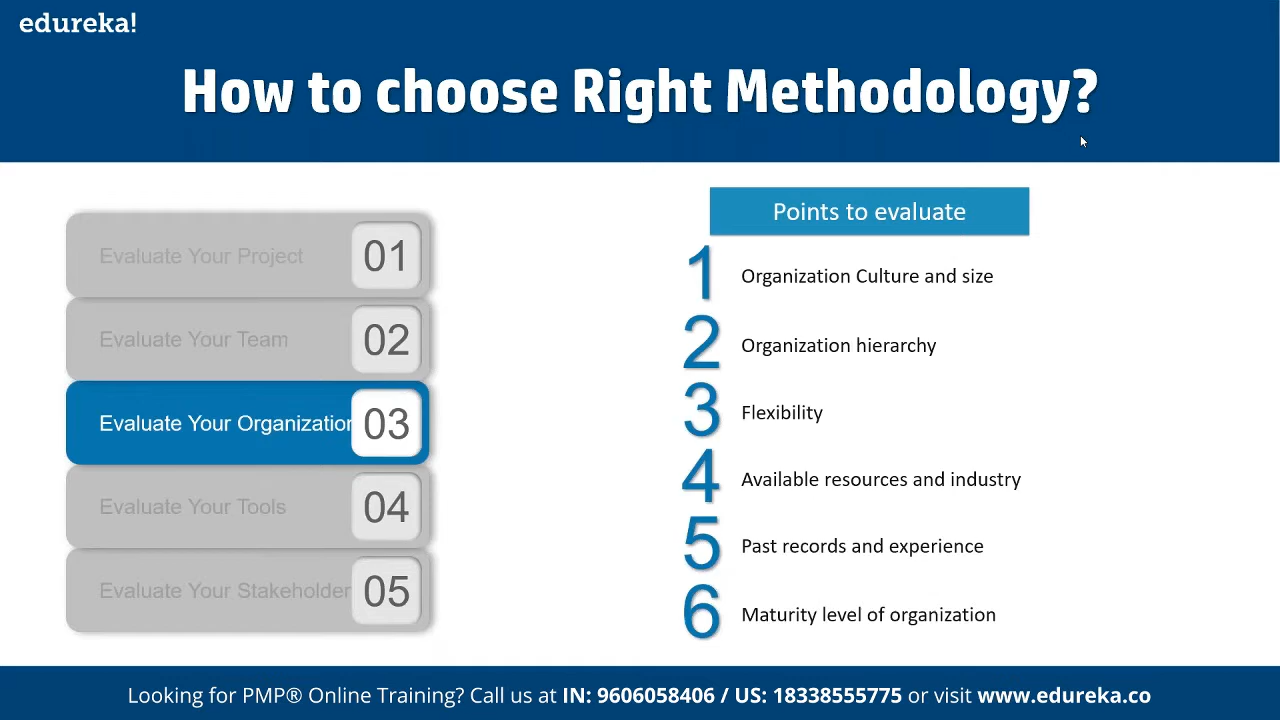 edureka!
How to choose Right Methodology?
Evaluate Your Project 01
Evaluate Your Team 02
Evaluate Your Organization 03
Evaluate Your Tools 04
Evaluate Your Stakeholder 05
Points to evaluate
1 Organization Culture and size
2 Organization hierarchy
3 Flexibility
4 Available resources and industry
5 Past records and experience
6 Maturity level of organization
Looking for PMP® Online Training? Call us at IN: 9606058406 / US: 18338555775 or visit www.edureka.co